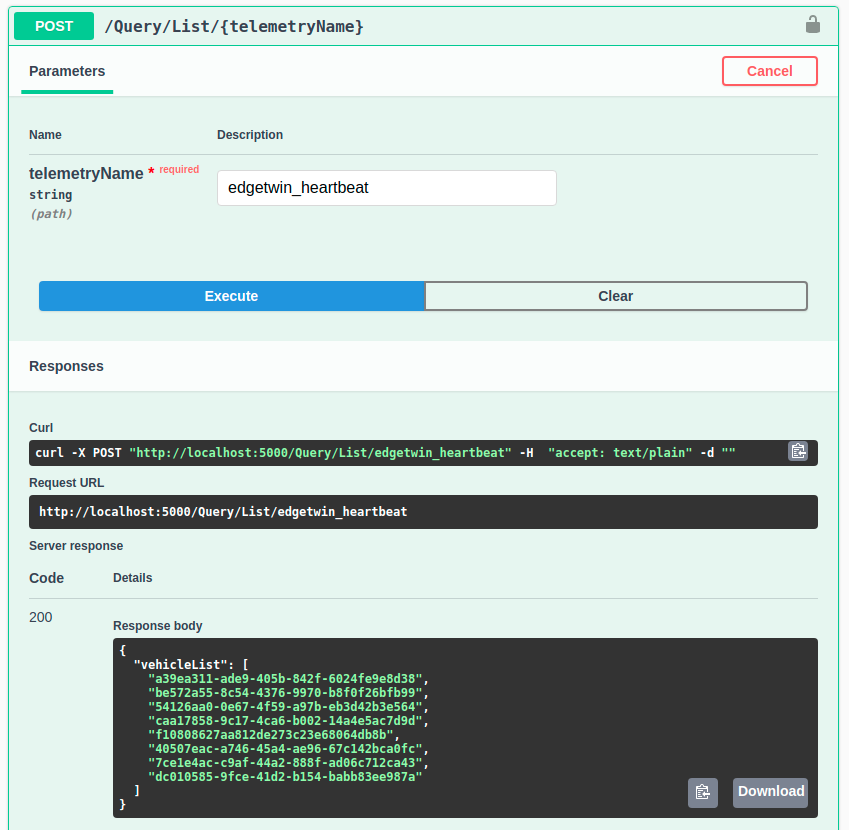 POST /Query/List/{telemetryName}
Parameters
Cancel
Name Description
telemetryName * required
string
(path)
edgetwin_heartbeat
Execute Clear
Responses
Curl
curl -X POST "http://localhost:5000/Query/List/edgetwin_heartbeat" -H  "accept: text/plain" -d ""
Request URL
http://localhost:5000/Query/List/edgetwin_heartbeat
Server response
Code Details
200
Response body
{
  "vehicleList": [
    "a39ea311-ade9-405b-842f-6024fe9e8d38",
    "be572a55-8c54-4376-9970-b8f0f26bfb99",
    "54126aa0-0e67-4f59-a97b-eb3d42b3e564",
    "caa17858-9c17-4ca6-b002-14a4e5ac7d9d",
    "f10808627aa812de273c23e68064db8b",
    "40507eac-a746-45a4-ae96-67c142bca0fc",
    "7ce1e4ac-c9af-44a2-888f-ad06c712ca43",
    "dc010585-9fce-41d2-b154-babb83ee987a"
  ]
}
Download